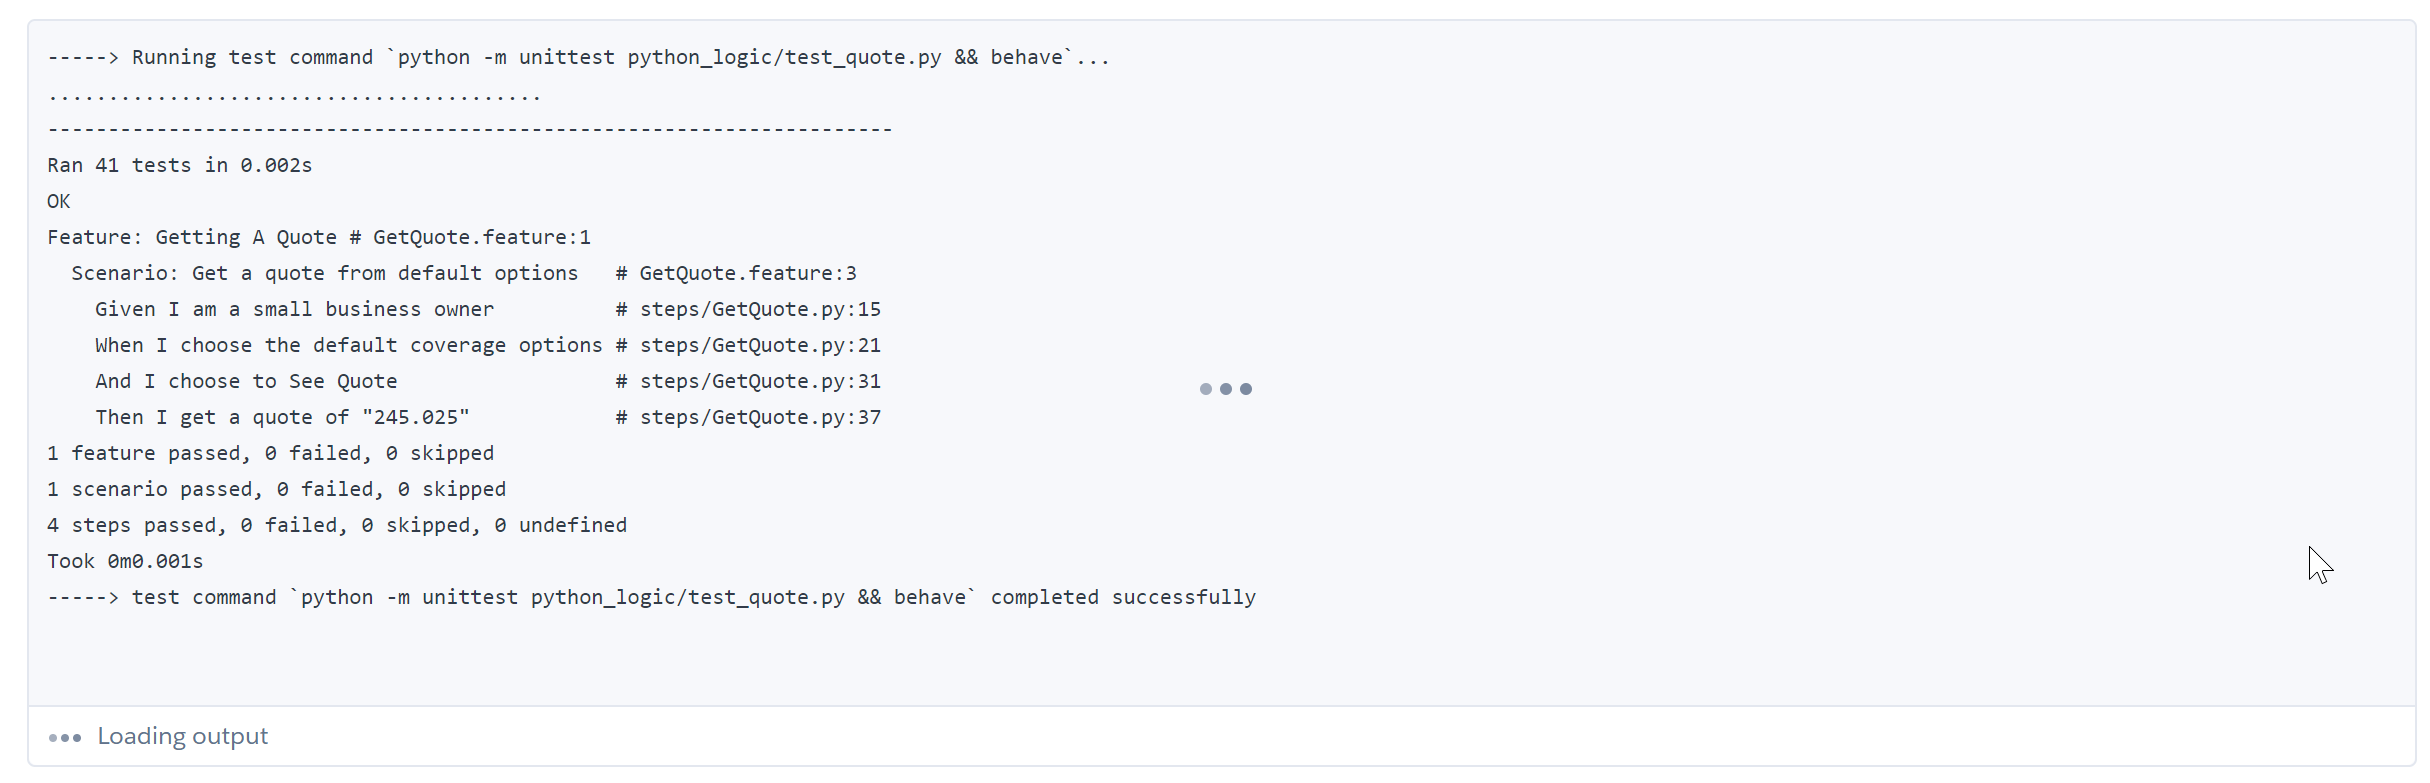 -----> Running test command `python -m unittest python_logic/test_quote.py && behave`...
.........................................
----------------------------------------------------------------------
Ran 41 tests in 0.002s
OK
Feature: Getting A Quote # GetQuote.feature:1
  Scenario: Get a quote from default options   # GetQuote.feature:3
    Given I am a small business owner          # steps/GetQuote.py:15
    When I choose the default coverage options # steps/GetQuote.py:21
    And I choose to See Quote                  # steps/GetQuote.py:31
    Then I get a quote of "245.025"            # steps/GetQuote.py:37
1 feature passed, 0 failed, 0 skipped
1 scenario passed, 0 failed, 0 skipped
4 steps passed, 0 failed, 0 skipped, 0 undefined
Took 0m0.001s
-----> test command `python -m unittest python_logic/test_quote.py && behave` completed successfully
Loading output